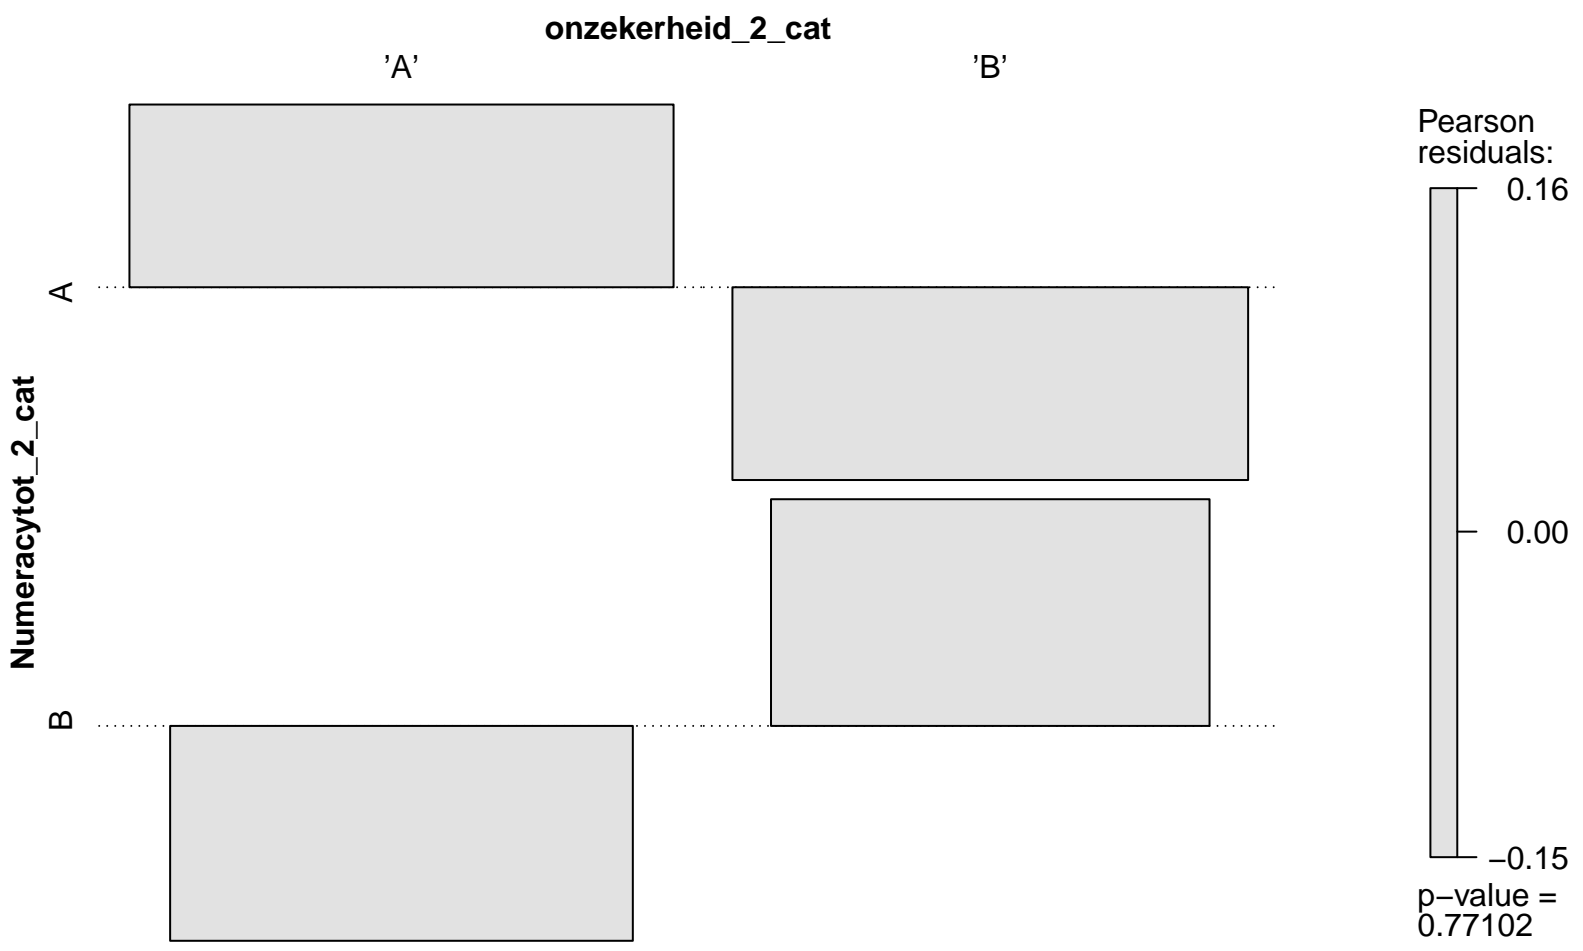 onzekerheid_2_cat
’A’
’B’
Numeracytot_2_cat
A
B
Pearson
residuals:
0.16
0.00
−0.15
p−value =
0.77102